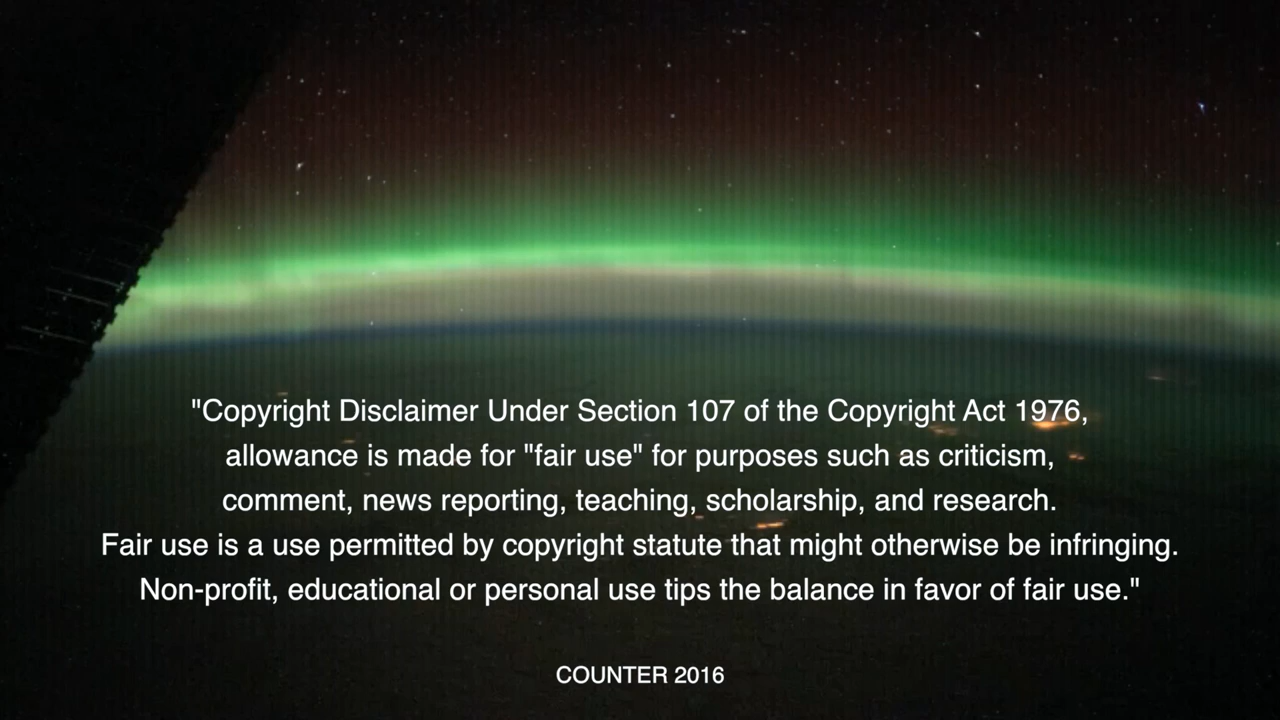 "Copyright Disclaimer Under Section 107 of the Copyright Act 1976,
allowance is made for "fair use" for purposes such as criticism,
comment, news reporting, teaching, scholarship, and research.
Fair use is a use permitted by copyright statute that might otherwise be infringing.
Non-profit, educational or personal use tips the balance in favor of fair use."
COUNTER 2016